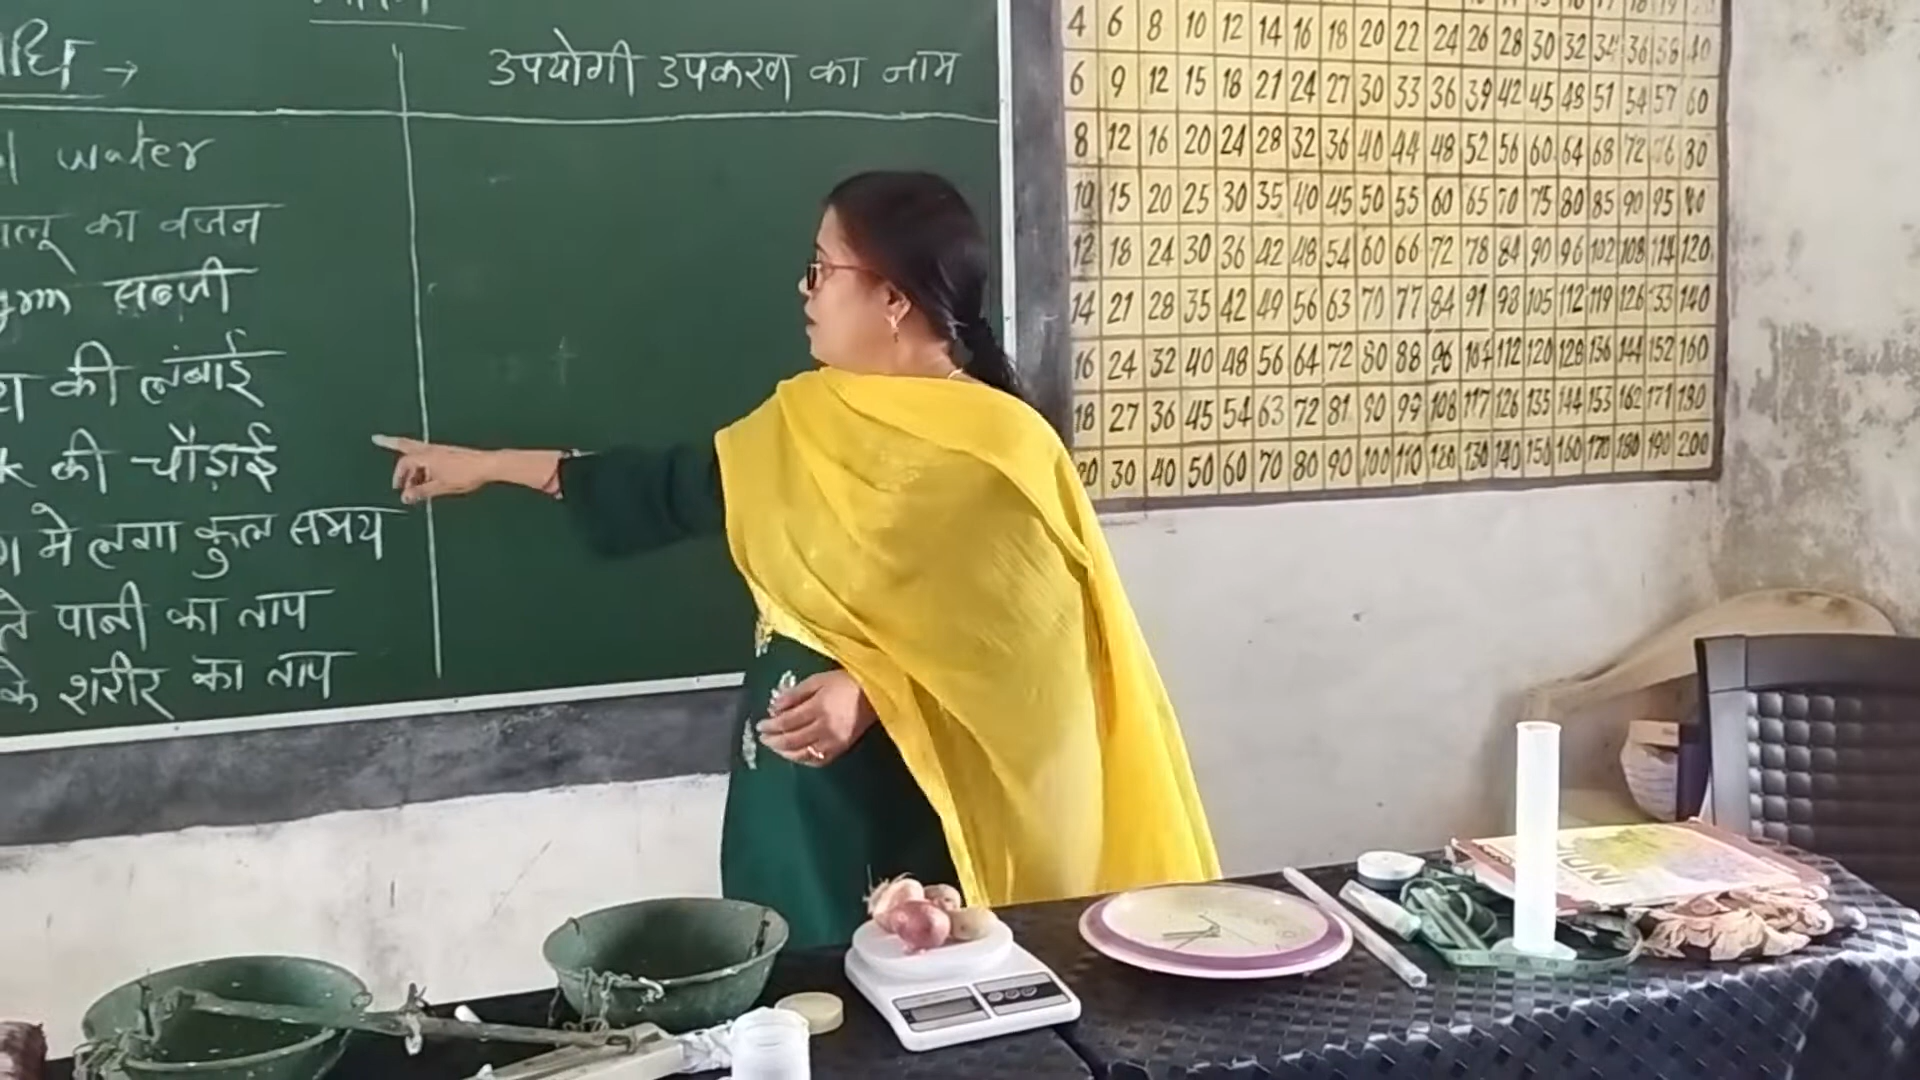 उपयोगी उपकरण का नाम
water
का वजन
gm सब्जी
की लंबाई
की चौड़ाई
मे लगा कुल समय
पानी का ताप
के शरीर का ताप
4 6 8 10 12 14 16 18 20 22 24 26 28 30 32 34 36 38 40
6 9 12 15 18 21 24 27 30 33 36 39 42 45 48 51 54 57 60
8 12 16 20 24 28 32 36 40 44 48 52 56 60 64 68 72 76 80
10 15 20 25 30 35 40 45 50 55 60 65 70 75 80 85 90 95
12 18 24 30 36 42 48 54 60 66 72 78 84 90 96 102 108 114 120
14 21 28 35 42 49 56 63 70 77 84 91 98 105 112 119 126 133 140
16 24 32 40 48 56 64 72 80 88 96 104 112 120 128 136 144 152 160
18 27 36 45 54 63 72 81 90 99 108 117 126 135 144 153 162 171 180
20 30 40 50 60 70 80 90 100 110 120 130 140 150 160 170 180 190 200